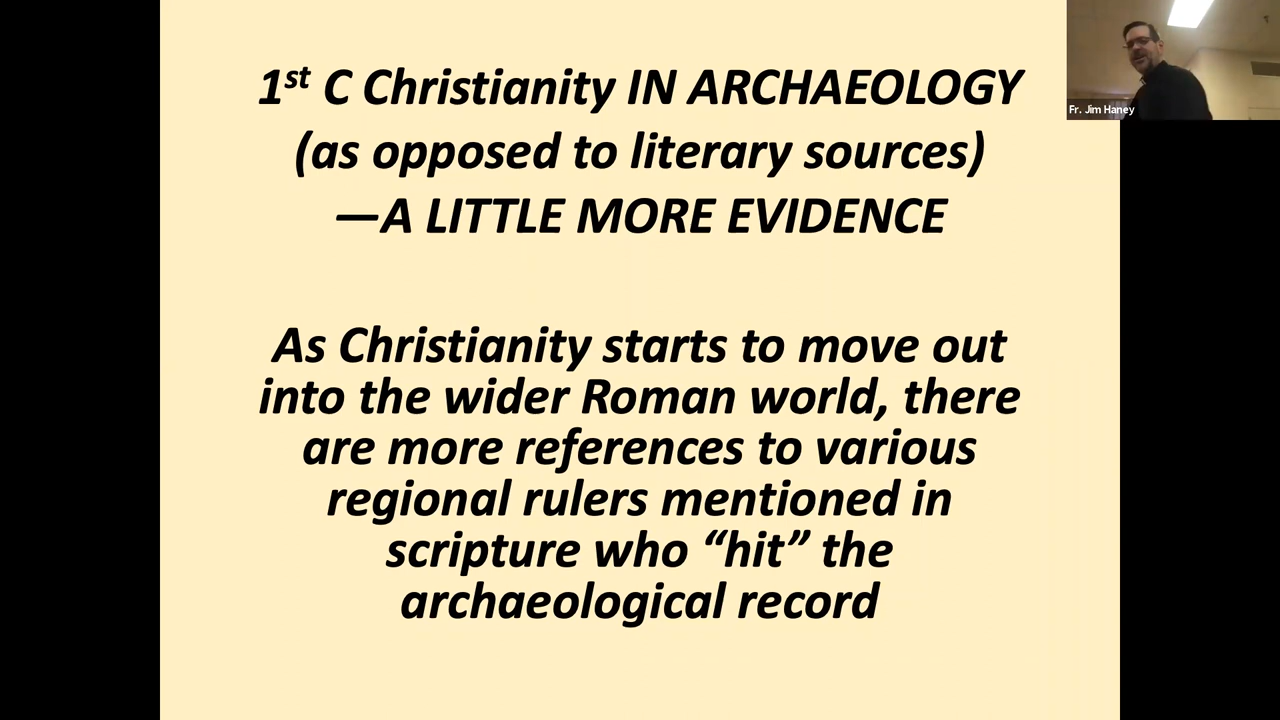 1st C Christianity IN ARCHAEOLOGY
(as opposed to literary sources)
—A LITTLE MORE EVIDENCE
As Christianity starts to move out
into the wider Roman world, there
are more references to various
regional rulers mentioned in
scripture who “hit” the
archaeological record
Fr. Jim Haney